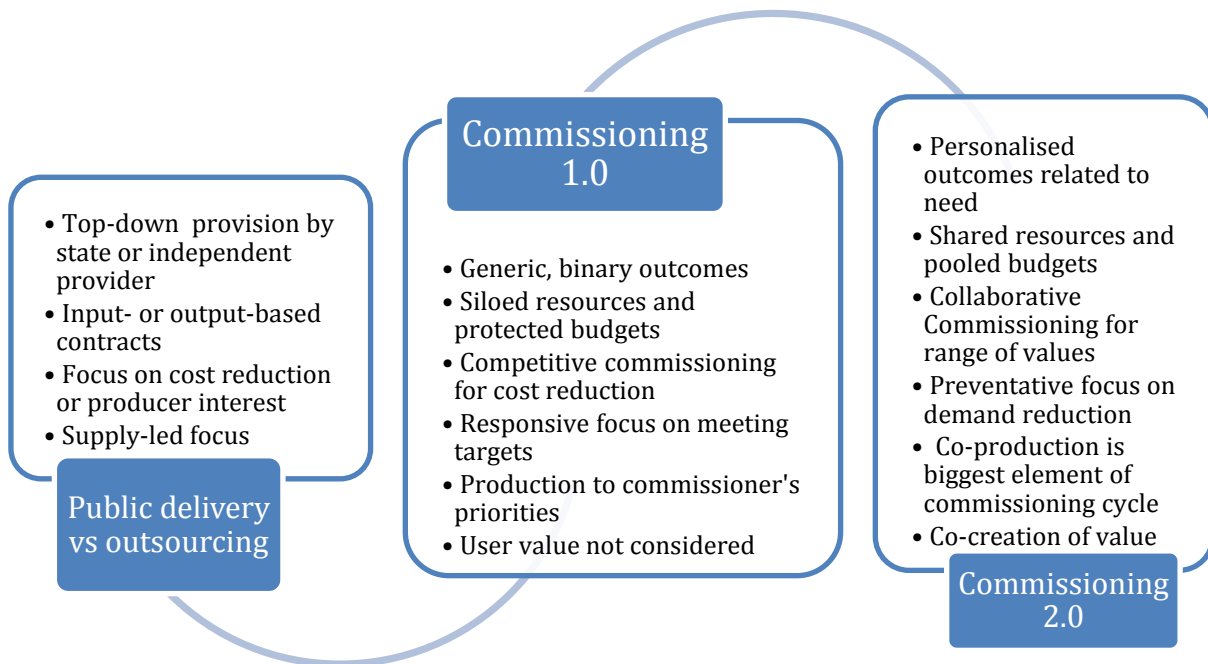 • Top-down  provision by
state or independent
provider
• Input- or output-based
contracts
• Focus on cost reduction
or producer interest
• Supply-led focus
Public delivery
vs outsourcing
Commissioning
1.0
• Generic, binary outcomes
• Siloed resources and
protected budgets
• Competitive commissioning
for cost reduction
• Responsive focus on meeting
targets
• Production to commissioner's
priorities
• User value not considered
• Personalised
outcomes related to
need
• Shared resources and
pooled budgets
• Collaborative
Commissioning for
range of values
• Preventative focus on
demand reduction
•  Co-production is
biggest element of
commissioning cycle
• Co-creation of value
Commissioning
2.0